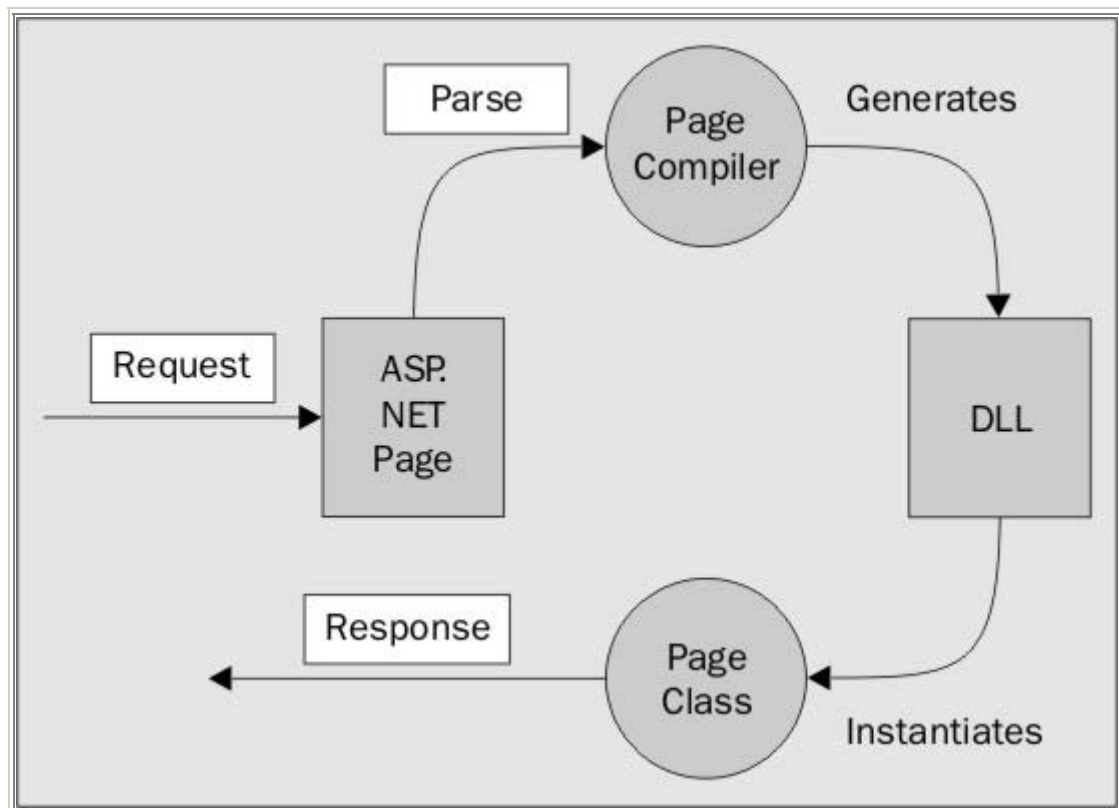 Parse
Page
Compiler
Generates
Request
ASP.
NET
Page
DLL
Response
Page
Class
Instantiates